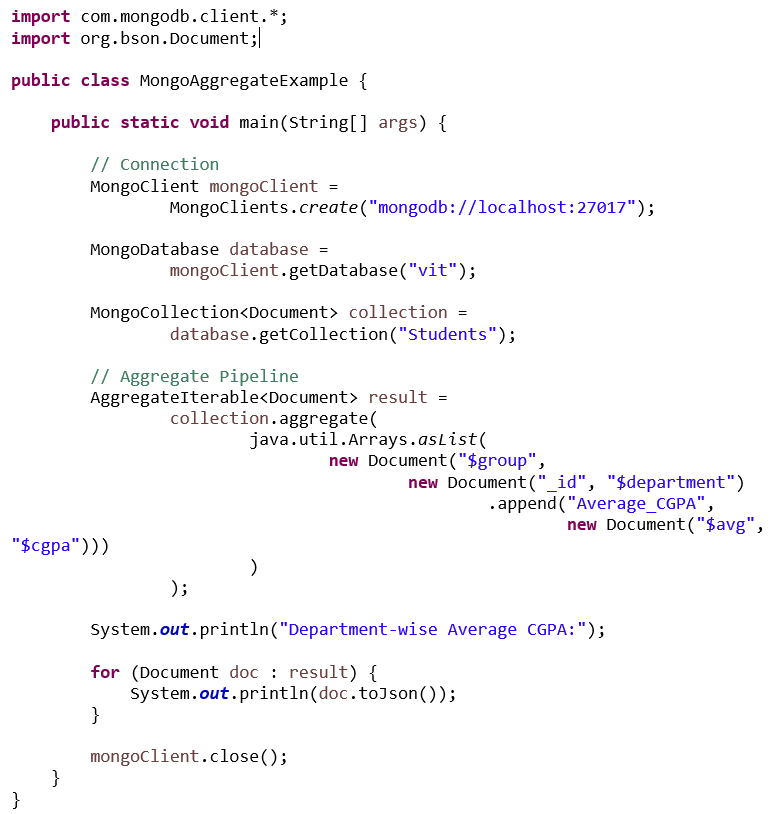 import com.mongodb.client.*;
import org.bson.Document;
public class MongoAggregateExample {
public static void main(String[] args) {
// Connection
MongoClient mongoClient =
MongoClients.create("mongodb://localhost:27017");
MongoDatabase database =
mongoClient.getDatabase("vit");
MongoCollection<Document> collection =
database.getCollection("Students");
// Aggregate Pipeline
AggregateIterable<Document> result =
collection.aggregate(
java.util.Arrays.asList(
new Document("$group",
new Document("_id", "$department")
.append("Average_CGPA",
new Document("$avg",
"$cgpa")))
)
);
System.out.println("Department-wise Average CGPA:");
for (Document doc : result) {
System.out.println(doc.toJson());
}
mongoClient.close();
}
}